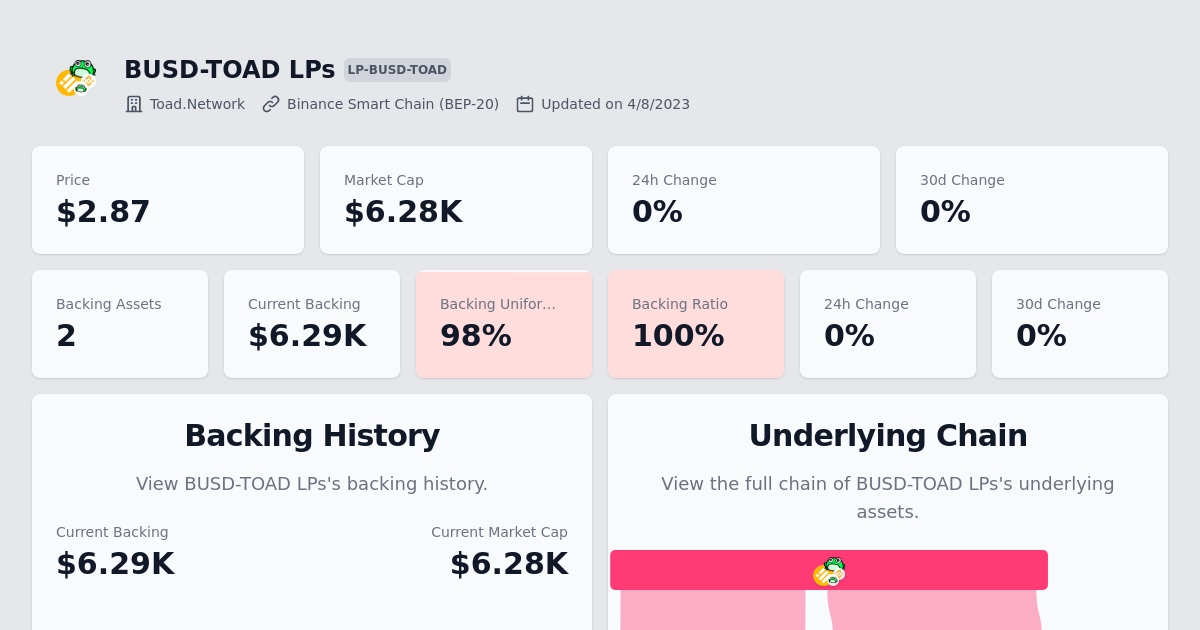 BUSD-TOAD LPs LP-BUSD-TOAD
Toad.Network Binance Smart Chain (BEP-20) Updated on 4/8/2023
Price
$2.87
Market Cap
$6.28K
24h Change
0%
30d Change
0%
Backing Assets
2
Current Backing
$6.29K
Backing Unifor…
98%
Backing Ratio
100%
24h Change
0%
30d Change
0%
Backing History
View BUSD-TOAD LPs's backing history.
Current Backing
$6.29K
Current Market Cap
$6.28K
Underlying Chain
View the full chain of BUSD-TOAD LPs's underlying
assets.